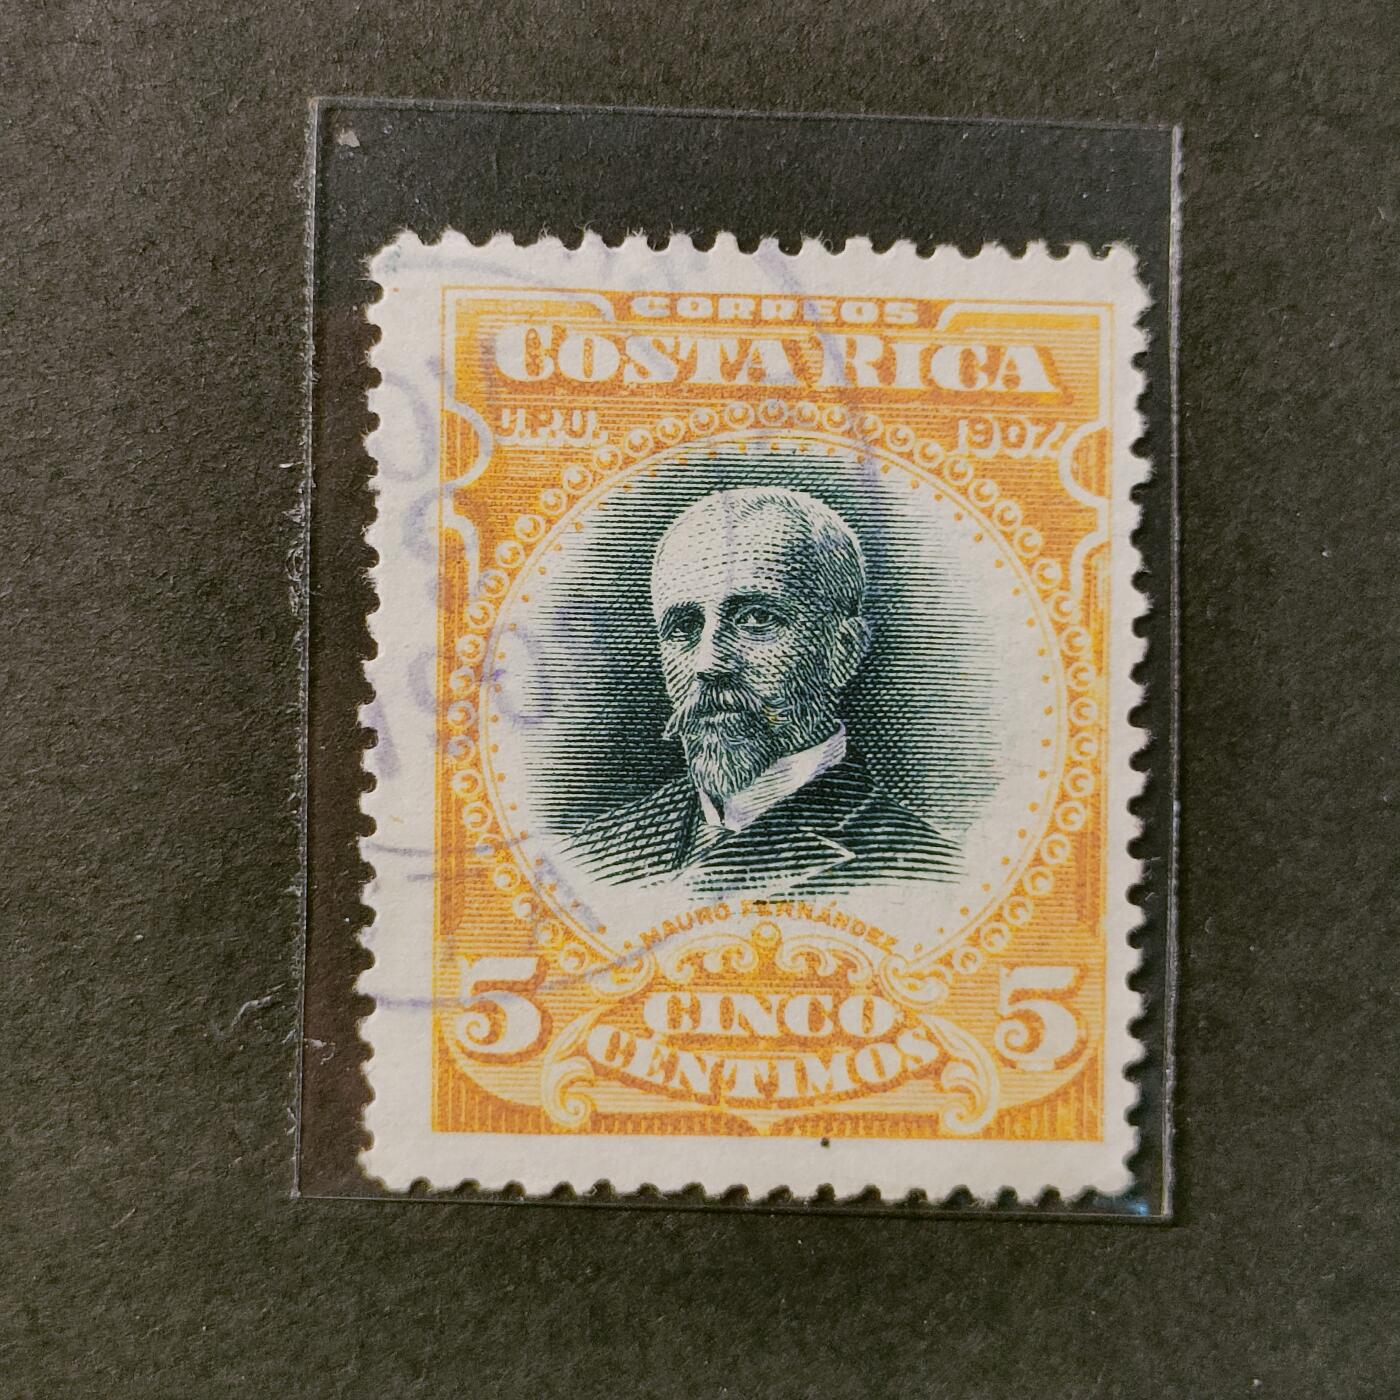 CORREOS
COSTA RICA
U.P.U. 1907
MAURO FERNÁNDEZ
5 CINCO 5
CENTIMOS